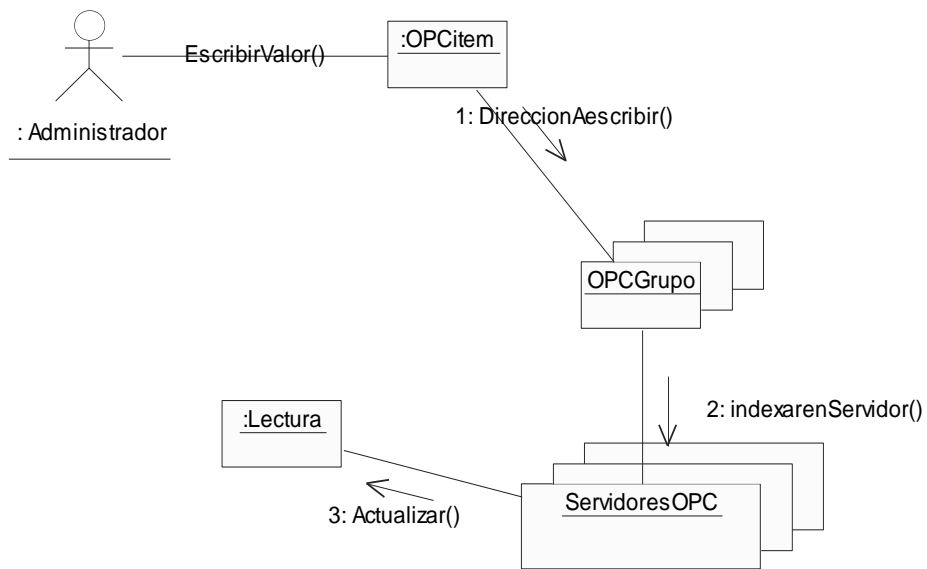 :OPCitem
EscribirValor()
1: DireccionAescribir()
: Administrador
OPCGrupo
2: indexarenServidor()
:Lectura
ServidoresOPC
3: Actualizar()